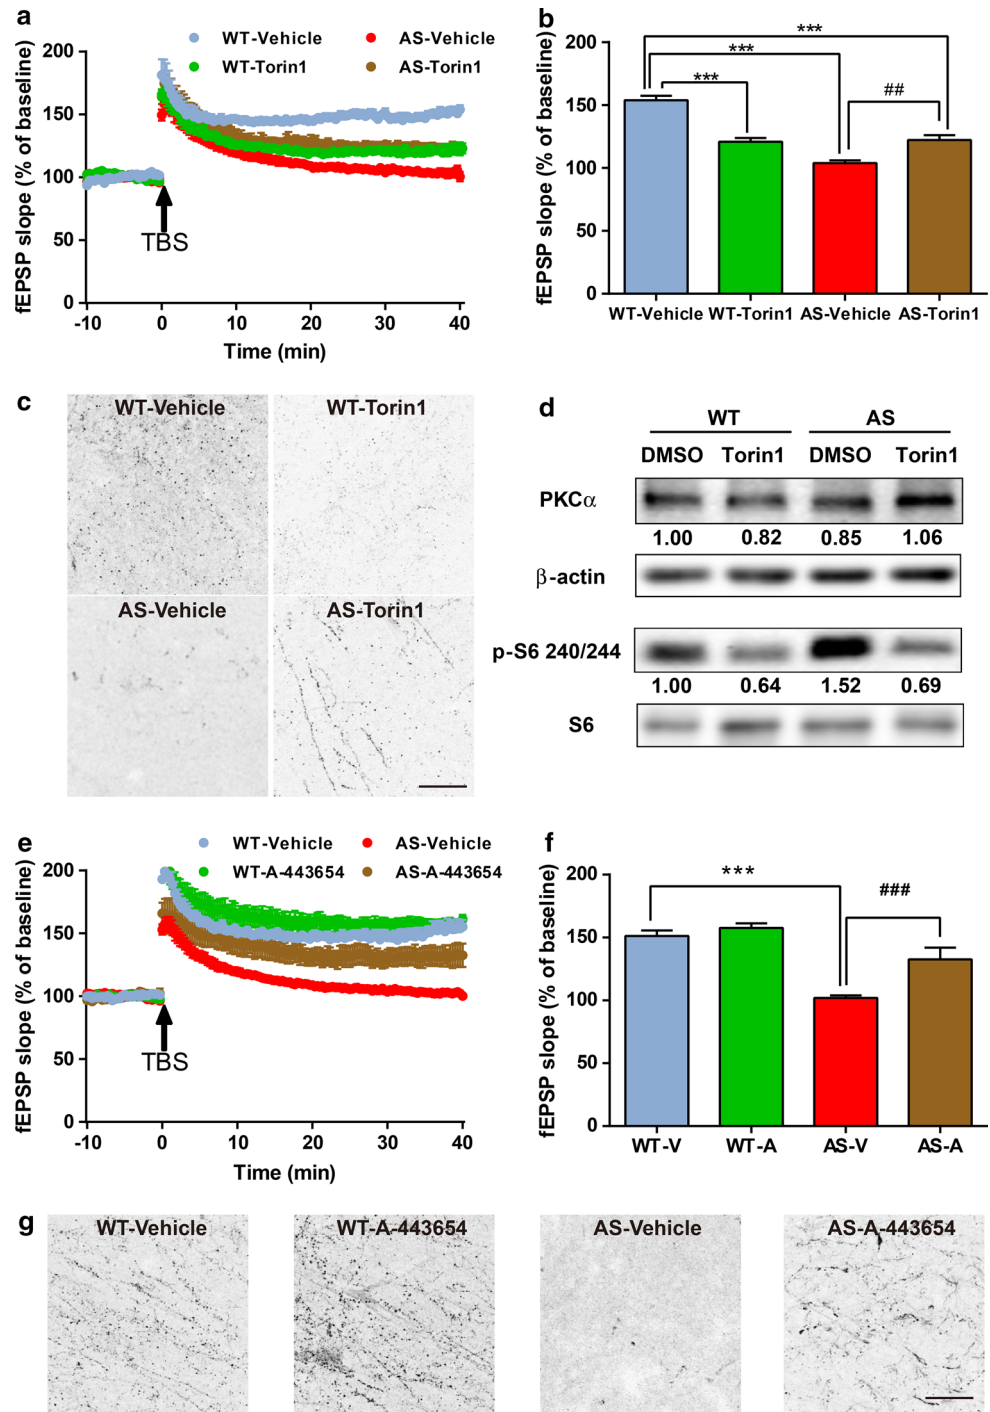 a
WT-Vehicle
AS-Vehicle
WT-Torin1
AS-Torin1
fEPSP slope (% of baseline)
200
150
100
50
0
TBS
-10
0
10
20
30
40
Time (min)
b
fEPSP slope (% of baseline)
200
150
100
50
0
***
***
***
##
WT-Vehicle
WT-Torin1
AS-Vehicle
AS-Torin1
c
WT-Vehicle
WT-Torin1
AS-Vehicle
AS-Torin1
d
WT
AS
DMSO
Torin1
DMSO
Torin1
PKCα
1.00
0.82
0.85
1.06
β-actin
p-S6 240/244
1.00
0.64
1.52
0.69
S6
e
WT-Vehicle
AS-Vehicle
WT-A-443654
AS-A-443654
fEPSP slope (% of baseline)
200
150
100
50
0
TBS
-10
0
10
20
30
40
Time (min)
f
fEPSP slope (% of baseline)
200
150
100
50
0
***
###
WT-V
WT-A
AS-V
AS-A
g
WT-Vehicle
WT-A-443654
AS-Vehicle
AS-A-443654